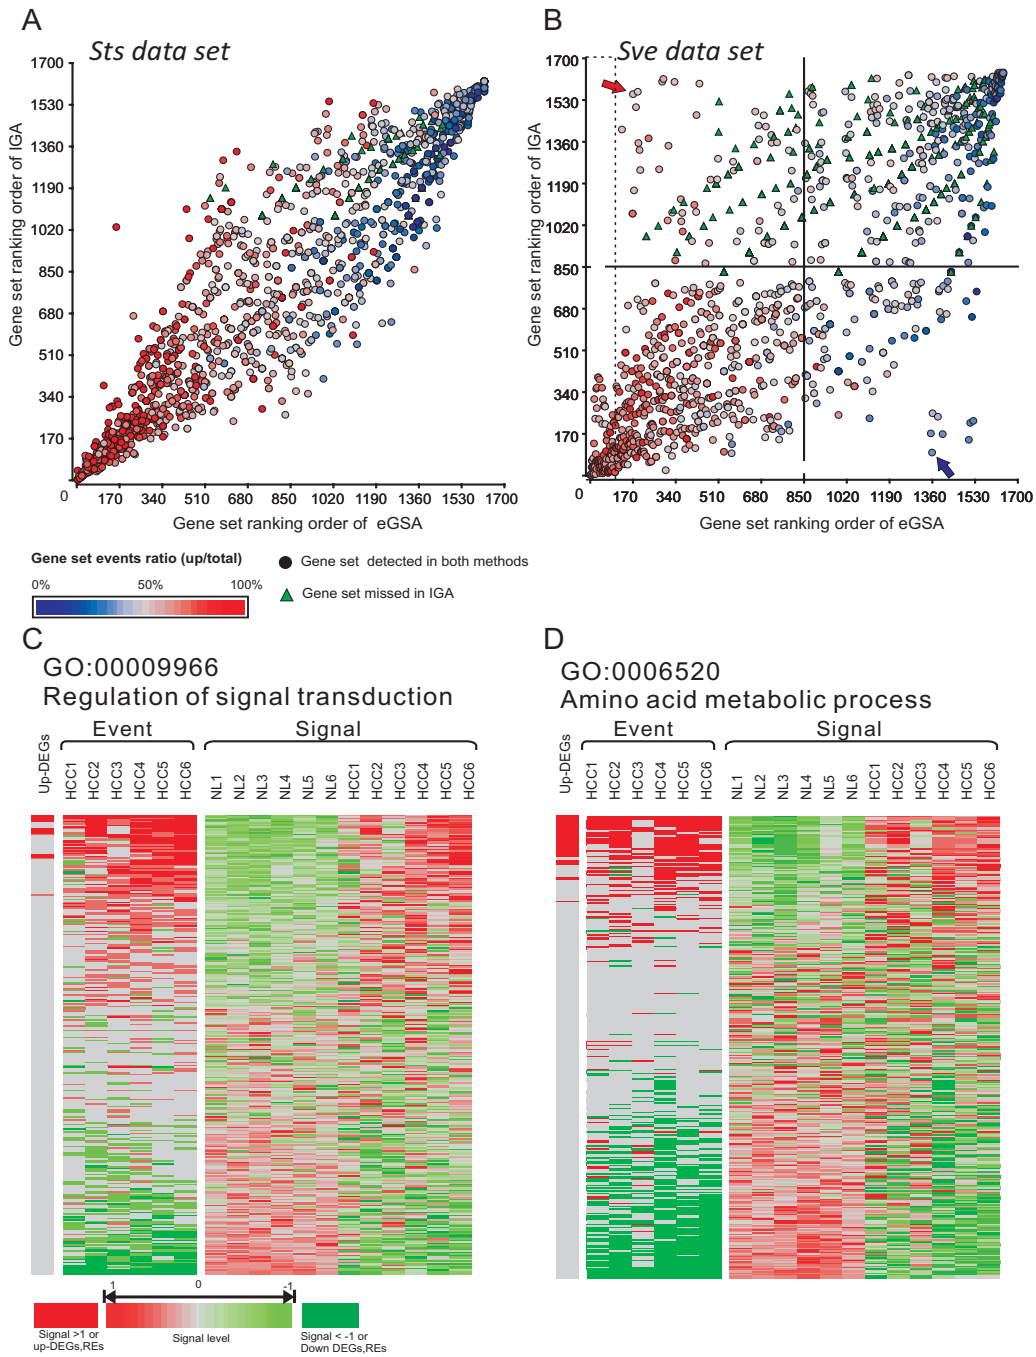 A
Sts data set
Gene set ranking order of IGA
1700
1530
1360
1190
1020
850
680
510
340
170
0 170 340 510 680 850 1020 1190 1360 1530 1700
Gene set ranking order of eGSA
B
Sve data set
Gene set ranking order of IGA
1700
1530
1360
1190
1020
850
680
510
340
170
0 170 340 510 680 850 1020 1190 1360 1530 1700
Gene set ranking order of eGSA
Gene set events ratio (up/total)
0% 50% 100%
Gene set detected in both methods
Gene set missed in IGA
C
GO:00009966
Regulation of signal transduction
Event Signal
Up-DEGs HCC1 HCC2 HCC3 HCC4 HCC5 HCC6 NL1 NL2 NL3 NL4 NL5 NL6 HCC1 HCC2 HCC3 HCC4 HCC5 HCC6
D
GO:0006520
Amino acid metabolic process
Event Signal
Up-DEGs HCC1 HCC2 HCC3 HCC4 HCC5 HCC6 NL1 NL2 NL3 NL4 NL5 NL6 HCC1 HCC2 HCC3 HCC4 HCC5 HCC6
1 0 -1
Signal >1 or
up-DEGs,REs
Signal level
Signal < -1 or
Down DEGs,REs